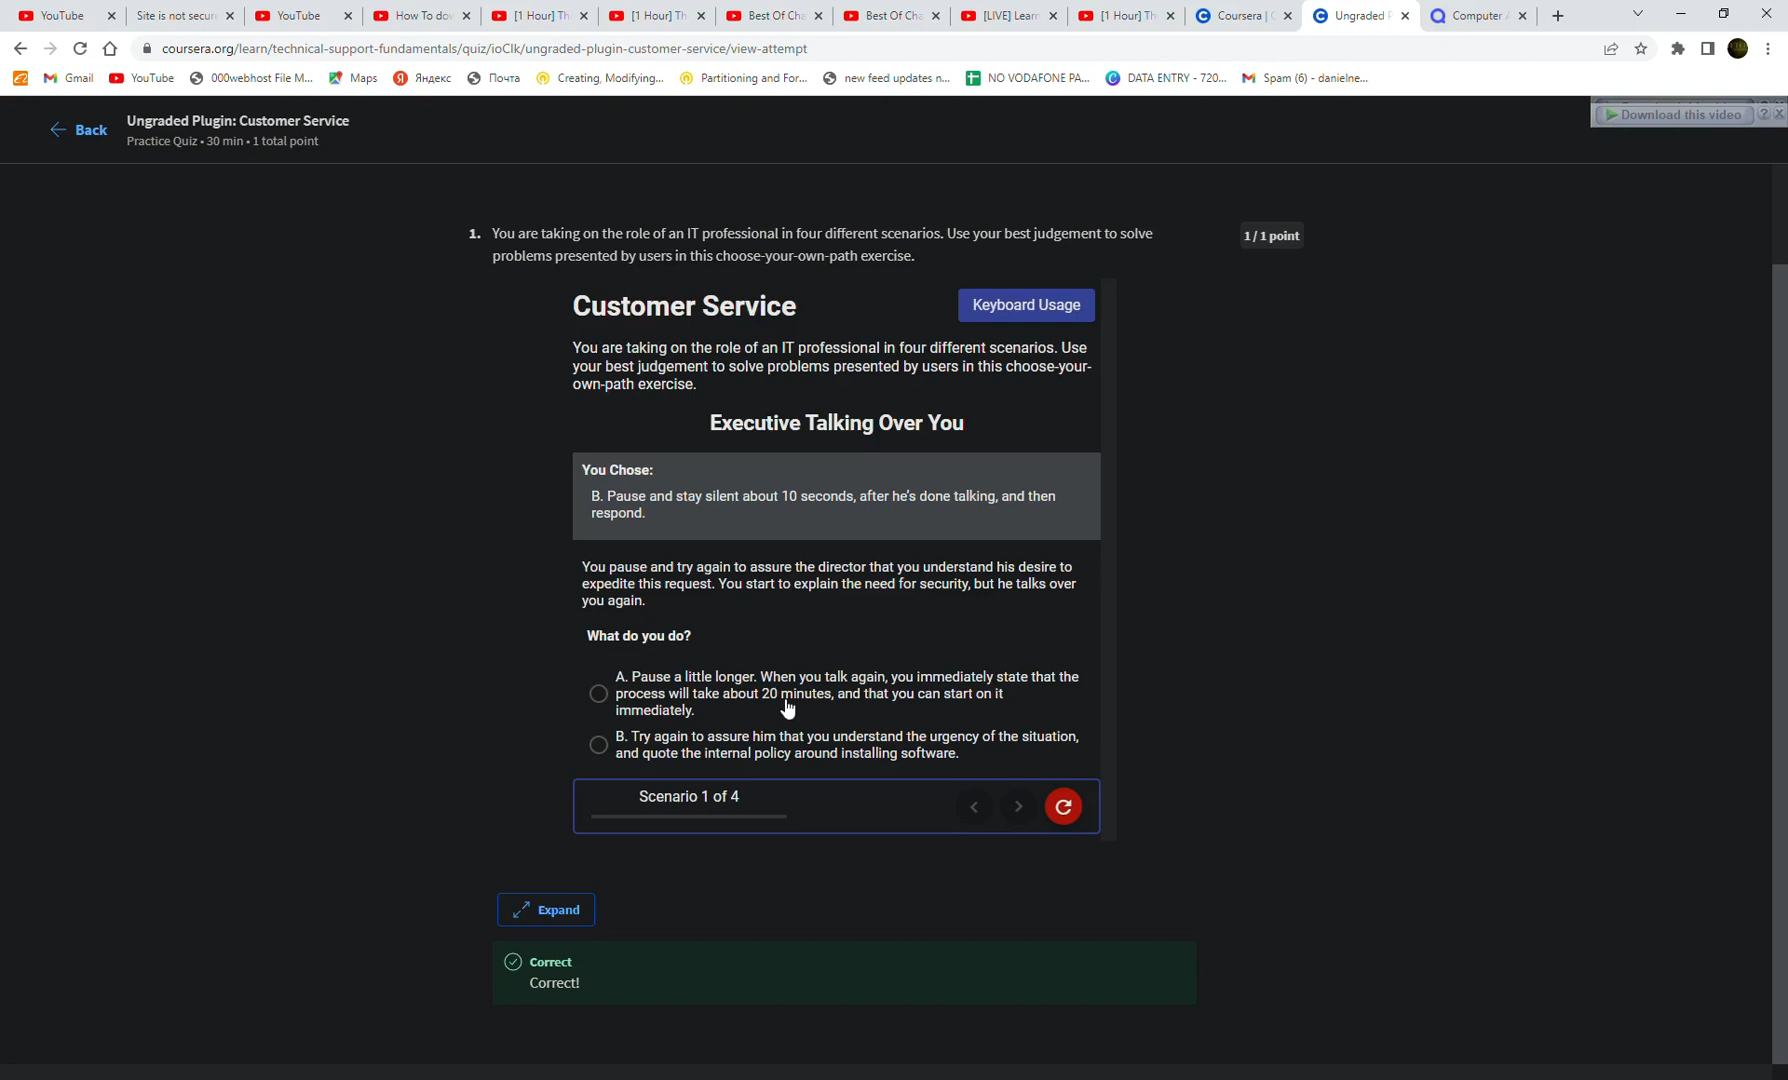 YouTube
Site is not secur
YouTube
How To do
[1 Hour] Th
[1 Hour] Th
Best Of Ch
Best Of Ch
[LIVE] Lear
[1 Hour] Th
Coursera |
Ungraded P
Computer
coursera.org/learn/technical-support-fundamentals/quiz/ioClk/ungraded-plugin-customer-service/view-attempt
Gmail
YouTube
000webhost File M...
Maps
Яндекс
Почта
Creating, Modifying...
Partitioning and For...
new feed updates n...
NO VODAFONE PA...
DATA ENTRY - 720...
Spam (6) - danielne...
Back
Ungraded Plugin: Customer Service
Practice Quiz • 30 min • 1 total point
Download this video
1. You are taking on the role of an IT professional in four different scenarios. Use your best judgement to solve
problems presented by users in this choose-your-own-path exercise.
1 / 1 point
Customer Service
Keyboard Usage
You are taking on the role of an IT professional in four different scenarios. Use
your best judgement to solve problems presented by users in this choose-your-
own-path exercise.
Executive Talking Over You
You Chose:
B. Pause and stay silent about 10 seconds, after he's done talking, and then
respond.
You pause and try again to assure the director that you understand his desire to
expedite this request. You start to explain the need for security, but he talks over
you again.
What do you do?
A. Pause a little longer. When you talk again, you immediately state that the
process will take about 20 minutes, and that you can start on it
immediately.
B. Try again to assure him that you understand the urgency of the situation,
and quote the internal policy around installing software.
Scenario 1 of 4
Expand
Correct
Correct!